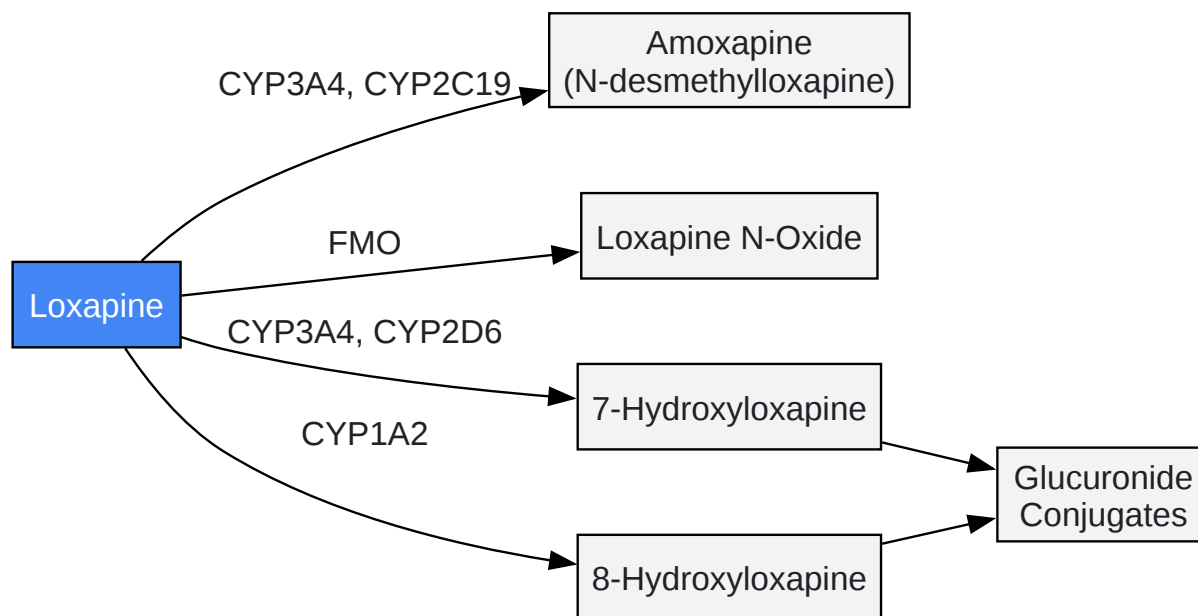 Amoxapine
(N-desmethylloxapine)
CYP3A4, CYP2C19
FMO
Loxapine N-Oxide
Loxapine
CYP3A4, CYP2D6
7-Hydroxyloxapine
CYP1A2
Glucuronide
Conjugates
8-Hydroxyloxapine